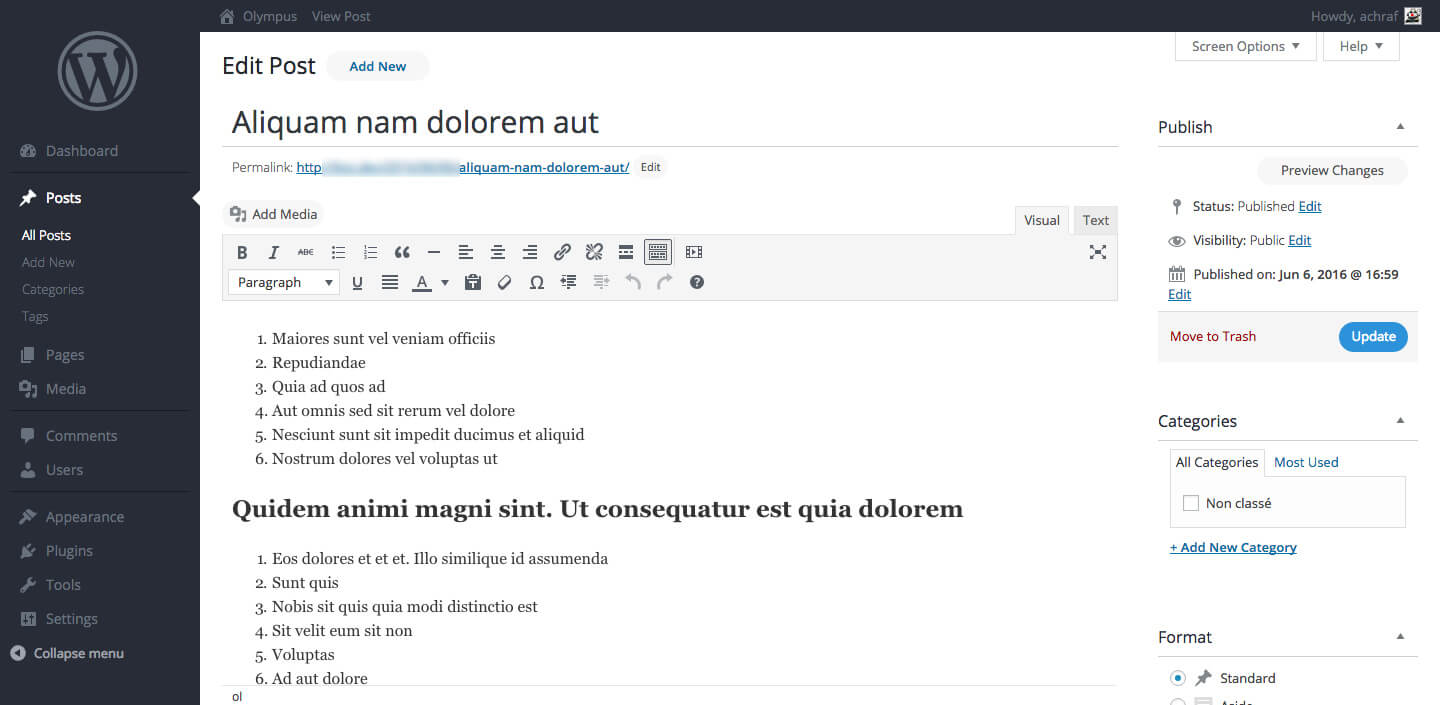 Olympus View Post
Howdy, achraf
Screen Options
Help
Dashboard
Posts
All Posts
Add New
Categories
Tags
Pages
Media
Comments
Users
Appearance
Plugins
Tools
Settings
Collapse menu
Edit Post Add New
Aliquam nam dolorem aut
Permalink: http aliquam-nam-dolorem-aut/ Edit
Add Media
Visual Text
B I ABC
Paragraph U A Ω
1. Maiores sunt vel veniam officiis
2. Repudiandae
3. Quia ad quos ad
4. Aut omnis sed sit rerum vel dolore
5. Nesciunt sunt sit impedit ducimus et aliquid
6. Nostrum dolores vel voluptas ut
Quidem animi magni sint. Ut consequatur est quia dolorem
1. Eos dolores et et et. Illo similique id assumenda
2. Sunt quis
3. Nobis sit quis quia modi distinctio est
4. Sit velit eum sit non
5. Voluptas
6. Ad aut dolore
ol
Publish
Preview Changes
Status: Published Edit
Visibility: Public Edit
Published on: Jun 6, 2016 @ 16:59
Edit
Move to Trash Update
Categories
All Categories Most Used
Non classé
+ Add New Category
Format
Standard
Aside